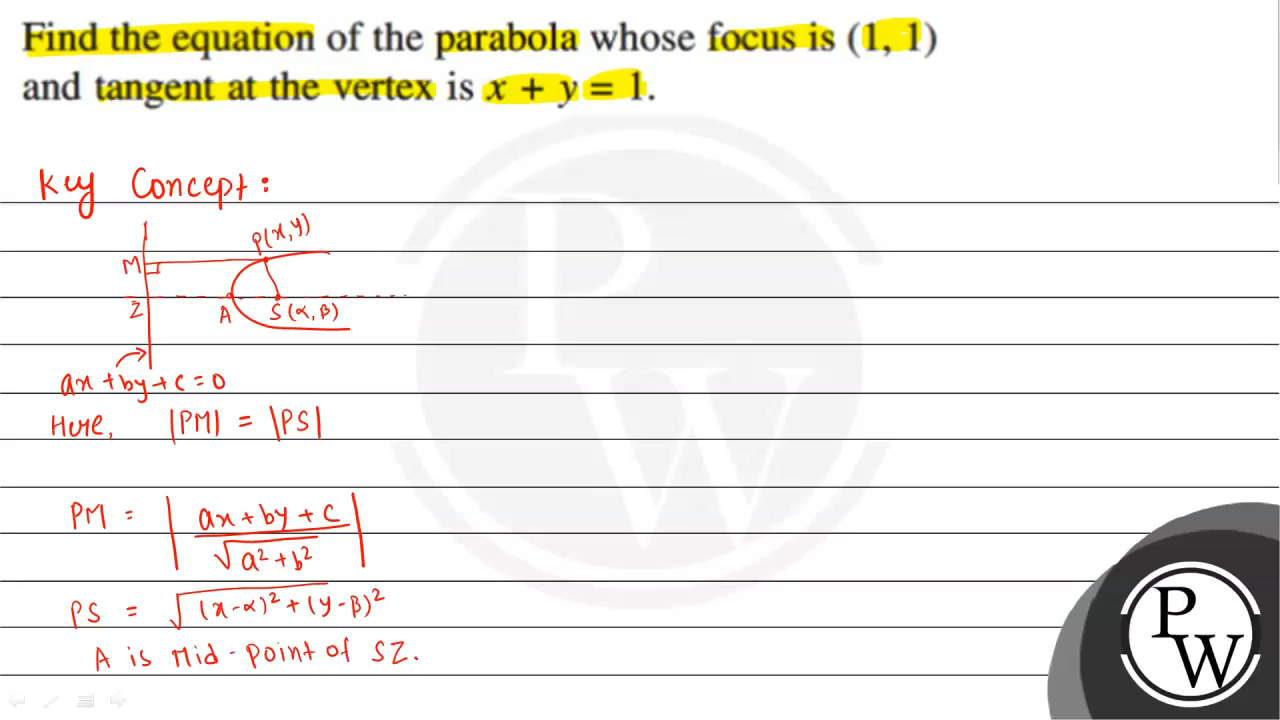 Find the equation of the parabola whose focus is (1, 1)
and tangent at the vertex is x + y = 1.
Key Concept:
P(x,y)
M
Z
A
S(α, β)
ax + by + c = 0
Here, |PM| = |PS|
PM = | ax + by + c / √a² + b² |
PS = √(x-α)² + (y-β)²
A is Mid-point of SZ.
PW
PW